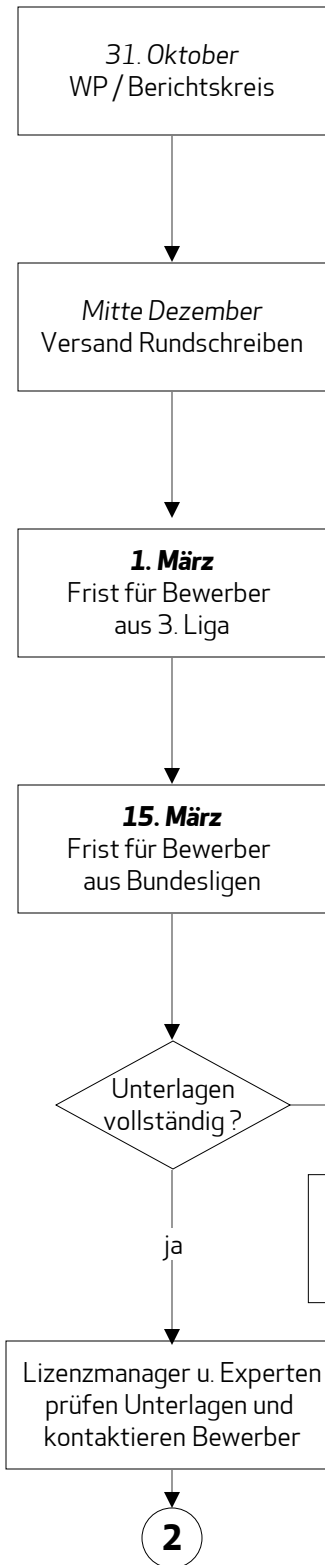 31. Oktober
WP / Berichtskreis
Mitte Dezember
Versand Rundschreiben
1. März
Frist für Bewerber
aus 3. Liga
15. März
Frist für Bewerber
aus Bundesligen
Unterlagen
vollständig ?
ja
Lizenzmanager u. Experten
prüfen Unterlagen und
kontaktieren Bewerber
2